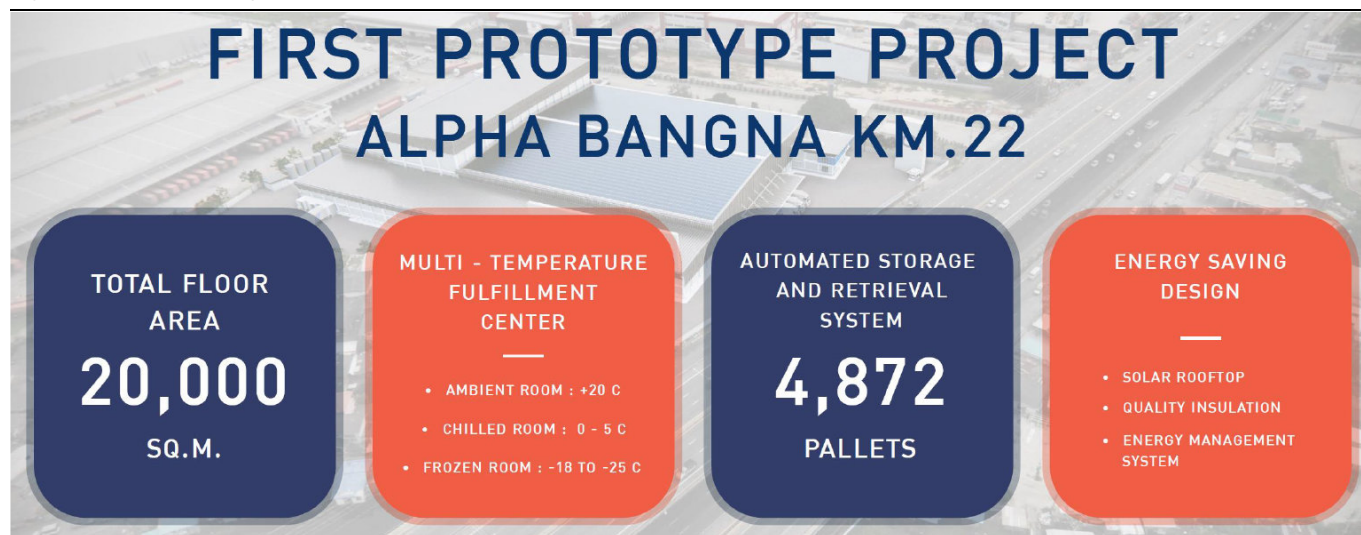 FIRST PROTOTYPE PROJECT
ALPHA BANGNA KM.22
TOTAL FLOOR
AREA
20,000
SQ.M.
MULTI - TEMPERATURE
FULFILLMENT
CENTER
• AMBIENT ROOM : +20 C
• CHILLED ROOM : 0 - 5 C
• FROZEN ROOM : -18 TO -25 C
AUTOMATED STORAGE
AND RETRIEVAL
SYSTEM
4,872
PALLETS
ENERGY SAVING
DESIGN
• SOLAR ROOFTOP
• QUALITY INSULATION
• ENERGY MANAGEMENT
SYSTEM